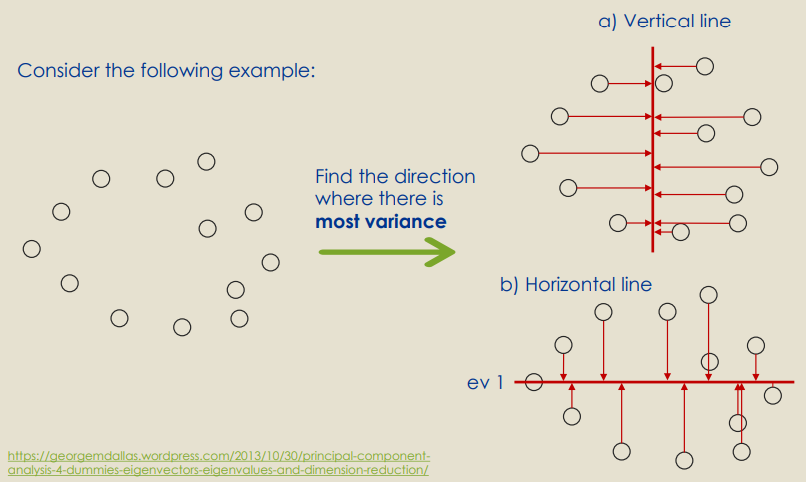 a) Vertical line
Consider the following example:
Find the direction
where there is
most variance
b) Horizontal line
ev 1
https://georgemdallas.wordpress.com/2013/10/30/principal-component-
analysis-4-dummies-eigenvectors-eigenvalues-and-dimension-reduction/